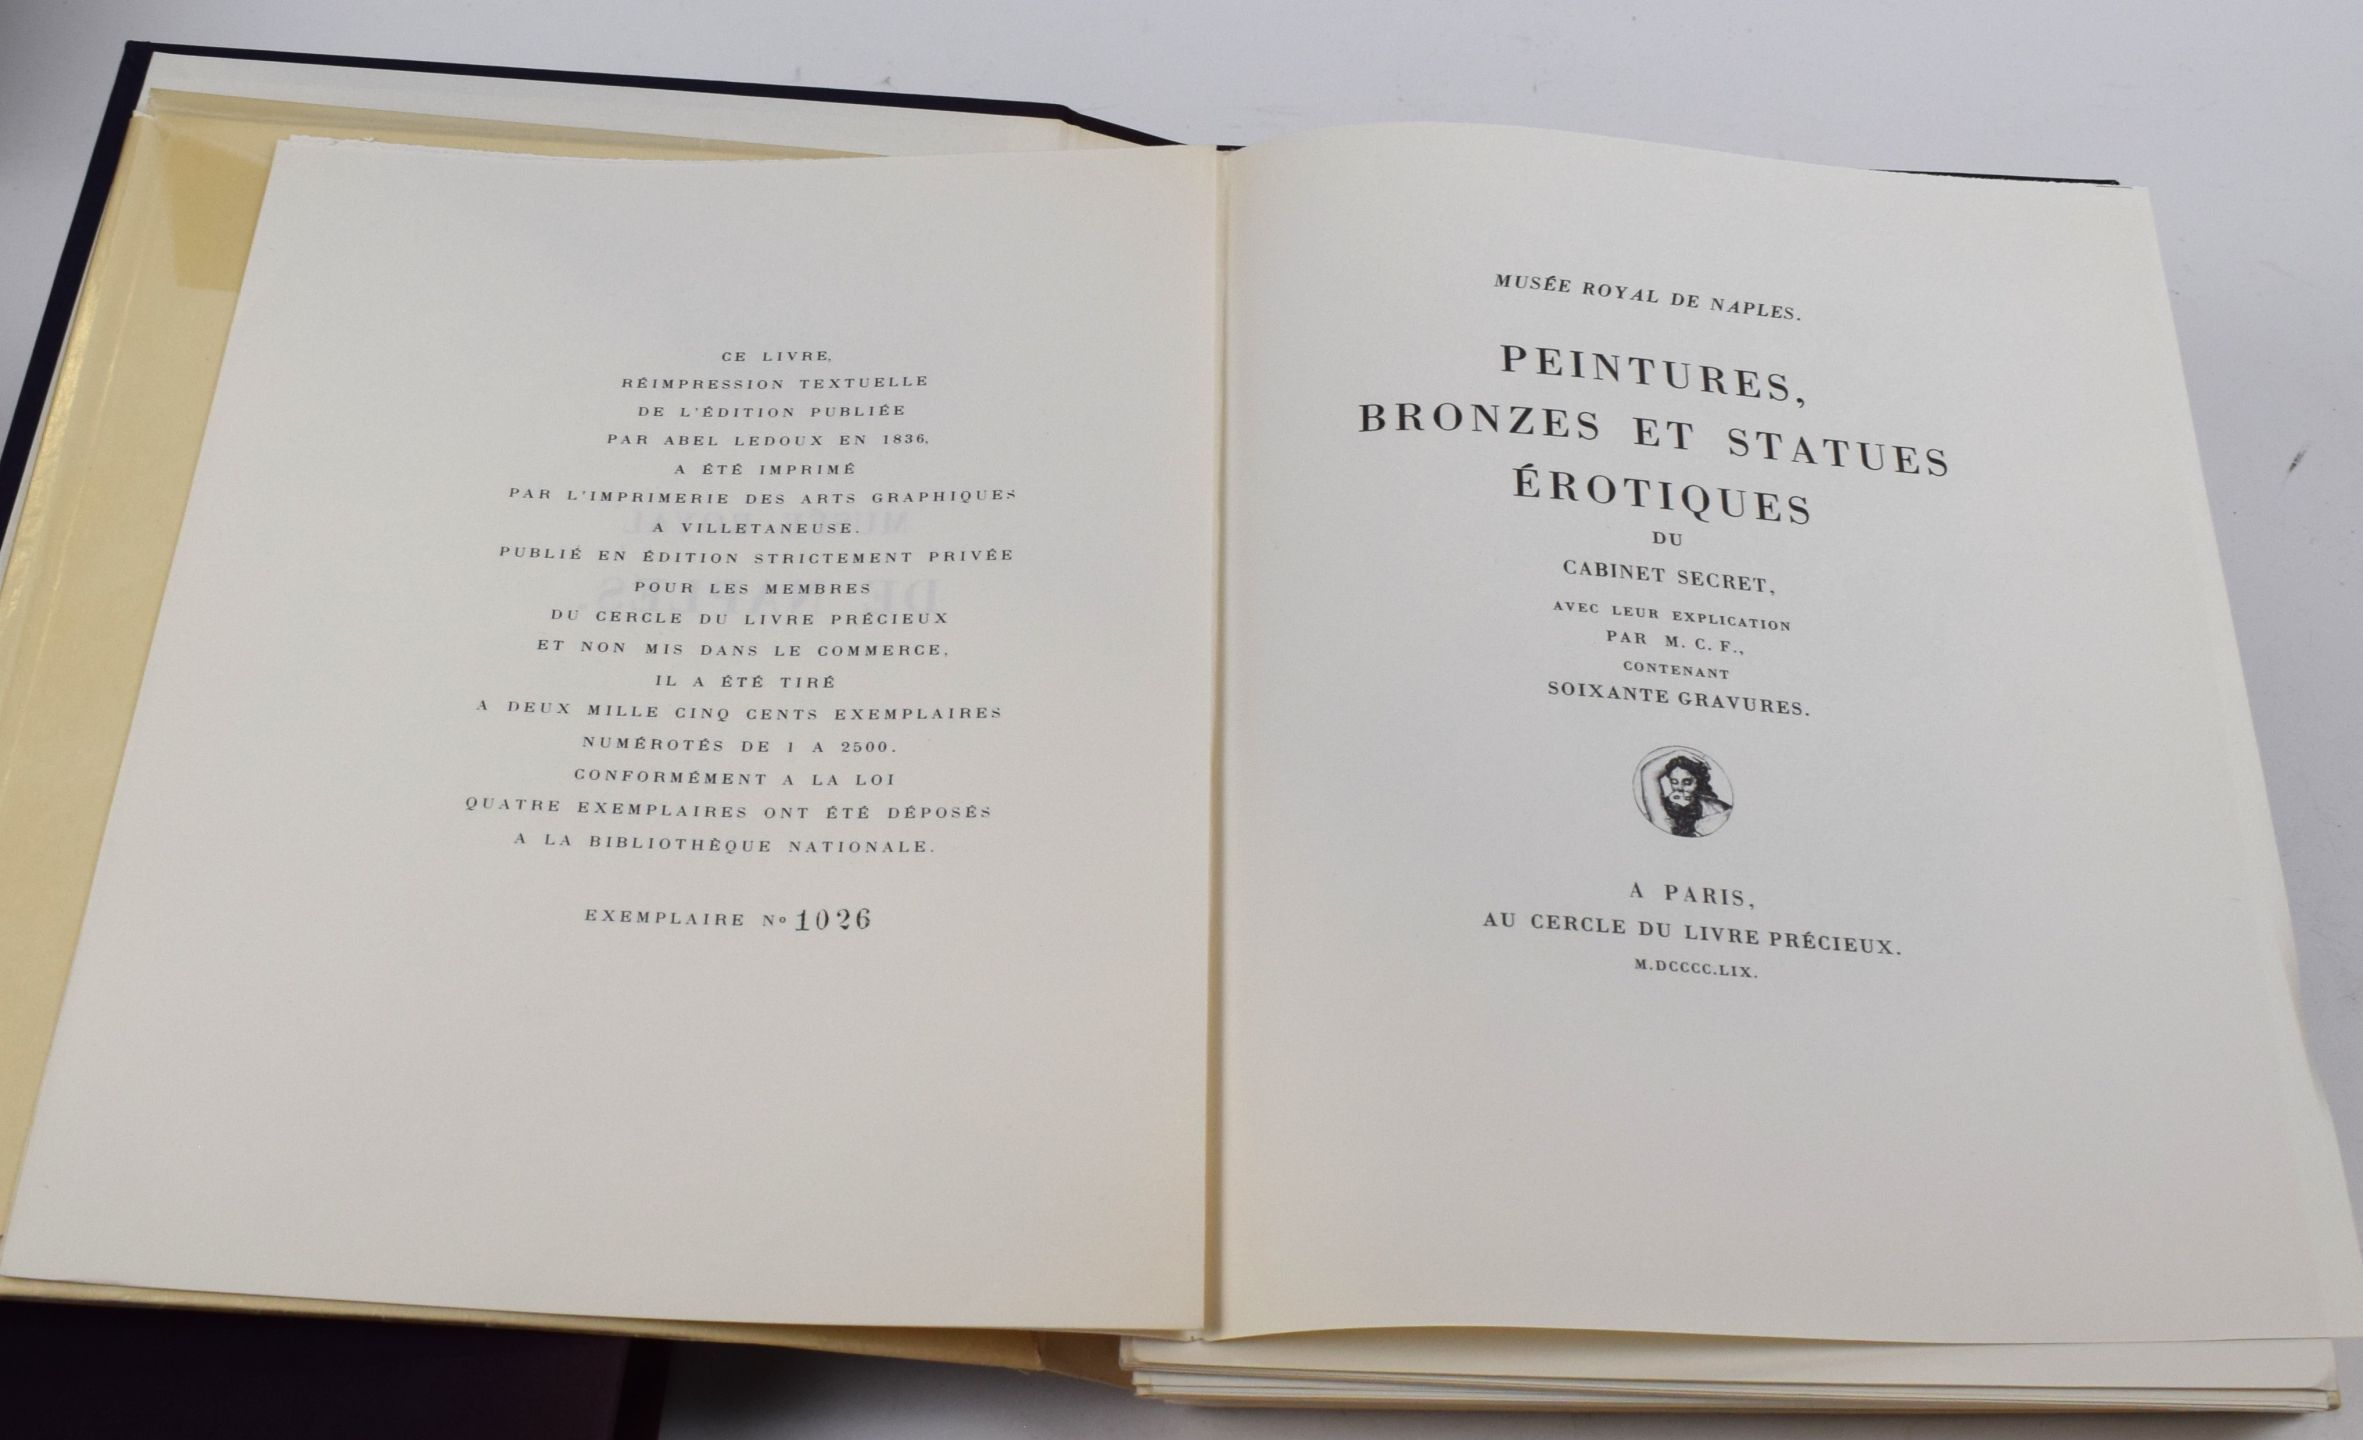 CE LIVRE,
RÉIMPRESSION TEXTUELLE
DE L'ÉDITION PUBLIÉE
PAR ABEL LEDOUX EN 1836,
A ÉTÉ IMPRIMÉ
PAR L'IMPRIMERIE DES ARTS GRAPHIQUES
A VILLETANEUSE.
PUBLIÉ EN ÉDITION STRICTEMENT PRIVÉE
POUR LES MEMBRES
DU CERCLE DU LIVRE PRÉCIEUX
ET NON MIS DANS LE COMMERCE,
IL A ÉTÉ TIRÉ
A DEUX MILLE CINQ CENTS EXEMPLAIRES
NUMÉROTÉS DE 1 A 2500.
CONFORMÉMENT A LA LOI
QUATRE EXEMPLAIRES ONT ÉTÉ DÉPOSÉS
A LA BIBLIOTHÈQUE NATIONALE.
EXEMPLAIRE Nº 1026
MUSÉE ROYAL DE NAPLES.
PEINTURES,
BRONZES ET STATUES
ÉROTIQUES
DU
CABINET SECRET,
AVEC LEUR EXPLICATION
PAR M. C. F.,
CONTENANT
SOIXANTE GRAVURES.
A PARIS,
AU CERCLE DU LIVRE PRÉCIEUX.
M.DCCCC.LIX.